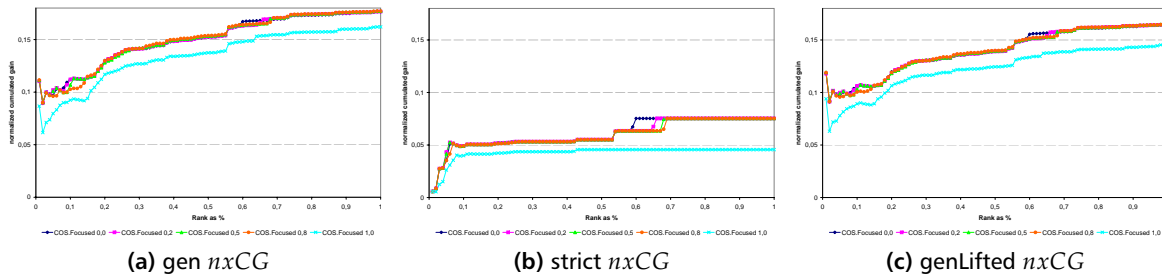 normalized cumulated gain
0,15
0,1
0,05
0
0 0,1 0,2 0,3 0,4 0,5 0,6 0,7 0,8 0,9 1
Rank as %
COS.Focused 0,0 COS.Focused 0,2 COS.Focused 0,5 COS.Focused 0,8 COS.Focused 1,0
(a) gen nxCG
normalized cumulated gain
0,15
0,1
0,05
0
0 0,1 0,2 0,3 0,4 0,5 0,6 0,7 0,8 0,9 1
Rank as %
COS.Focused 0,0 COS.Focused 0,2 COS.Focused 0,5 COS.Focused 0,8 COS.Focused 1,0
(b) strict nxCG
normalized cumulated gain
0,15
0,1
0,05
0
0 0,1 0,2 0,3 0,4 0,5 0,6 0,7 0,8 0,9
Rank as %
COS.Focused 0,0 COS.Focused 0,2 COS.Focused 0,5 COS.Focused 0,8 COS.Focused 1,0
(c) genLifted nxCG